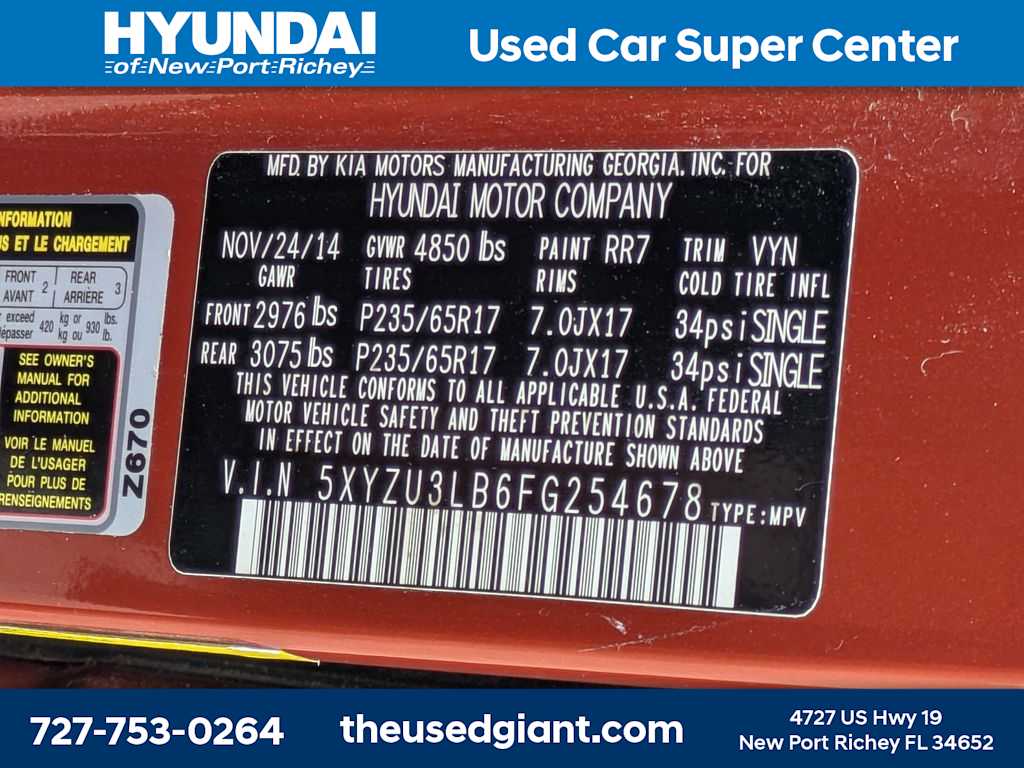 HYUNDAI
of New Port Richey
Used Car Super Center
MFD. BY KIA MOTORS MANUFACTURING GEORGIA, INC. FOR
HYUNDAI MOTOR COMPANY
NOV/24/14 GVWR 4850 lbs PAINT RR7 TRIM VYN
GAWR TIRES RIMS COLD TIRE INFL
FRONT 2976 lbs P235/65R17 7.0JX17 34psi SINGLE
REAR 3075 lbs P235/65R17 7.0JX17 34psi SINGLE
THIS VEHICLE CONFORMS TO ALL APPLICABLE U.S.A. FEDERAL
MOTOR VEHICLE SAFETY AND THEFT PREVENTION STANDARDS
IN EFFECT ON THE DATE OF MANUFACTURE SHOWN ABOVE
V.I.N 5XYZU3LB6FG254678 TYPE:MPV
NFORMATION
US ET LE CHARGEMENT
FRONT 2 REAR 3
AVANT ARRIÈRE
r exceed 420 kg or 930 lbs.
dépasser kg ou lb.
SEE OWNER'S
MANUAL FOR
ADDITIONAL
INFORMATION
VOIR LE MANUEL
DE L'USAGER
POUR PLUS DE
RENSEIGNEMENTS
Z670
727-753-0264
theusedgiant.com
4727 US Hwy 19
New Port Richey FL 34652